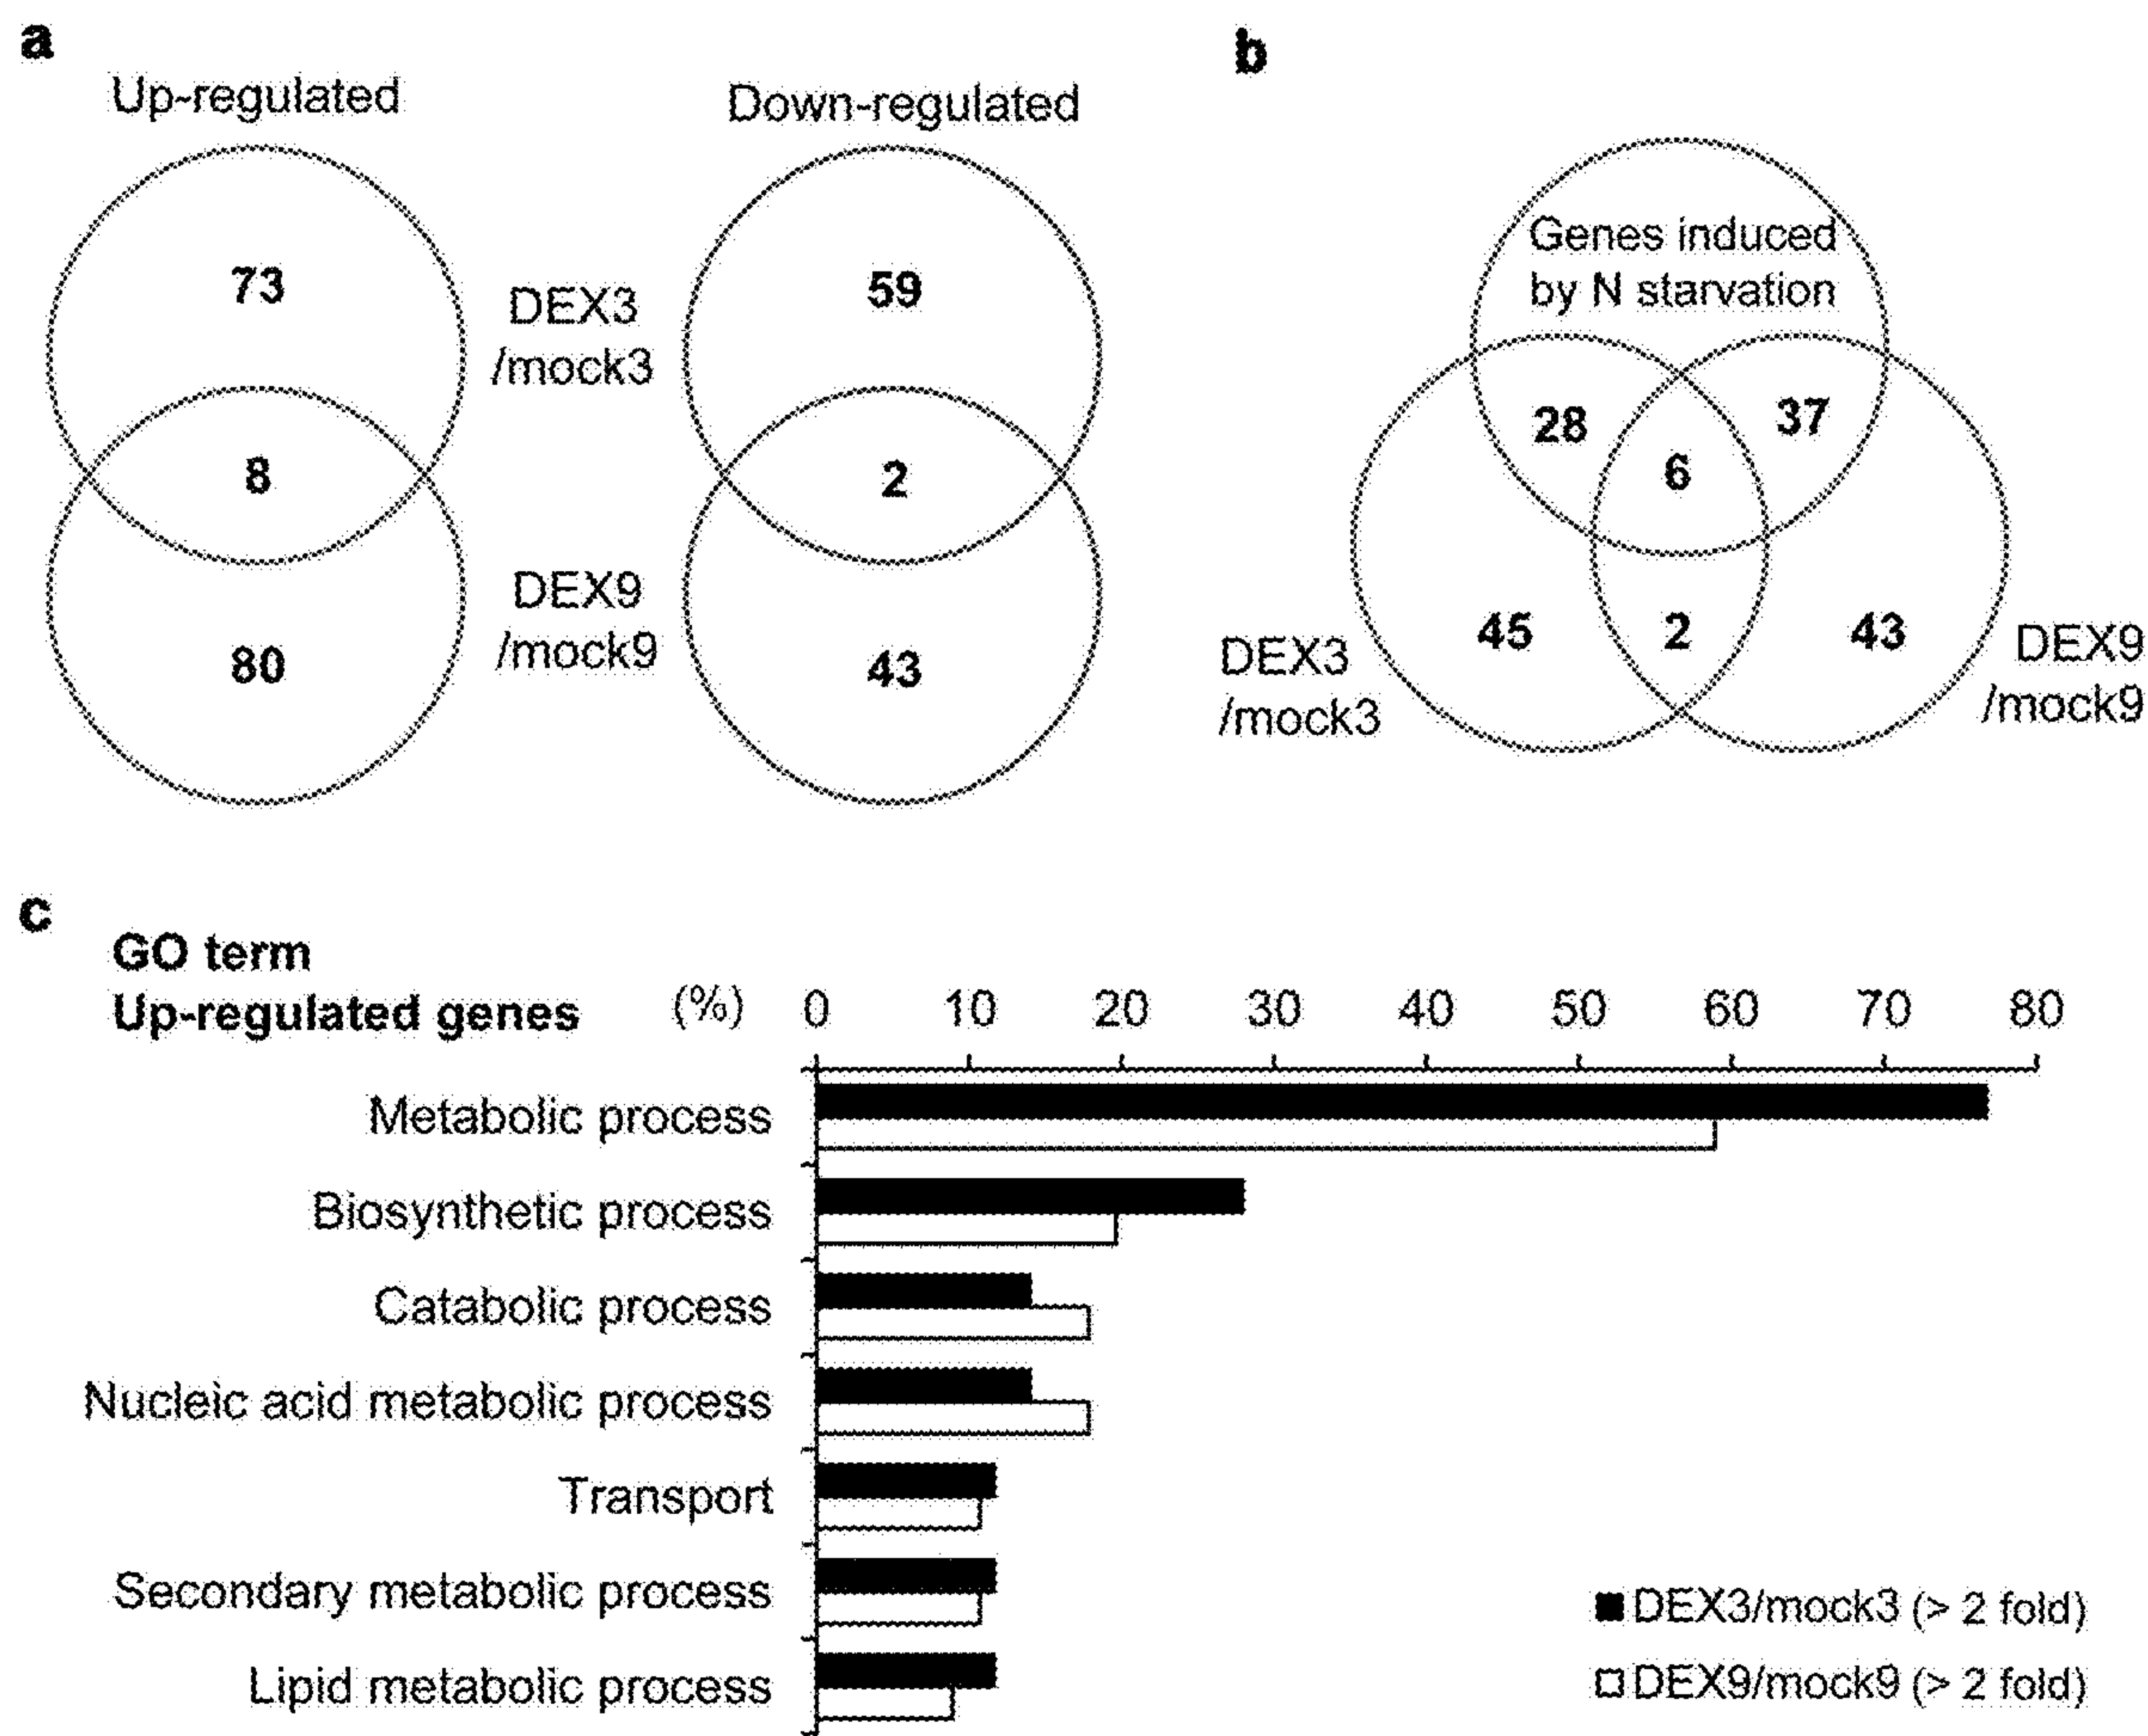 a
Up-regulated
Down-regulated
73
59
DEX3
/mock3
8
2
DEX9
/mock9
80
43
b
Genes induced
by N starvation
28
6
37
45
2
43
DEX3
/mock3
DEX9
/mock9
c
GO term
Up-regulated genes (%) 0 10 20 30 40 50 60 70 80
Metabolic process
Biosynthetic process
Catabolic process
Nucleic acid metabolic process
Transport
Secondary metabolic process
Lipid metabolic process
DEX3/mock3 (> 2 fold)
DEX9/mock9 (> 2 fold)